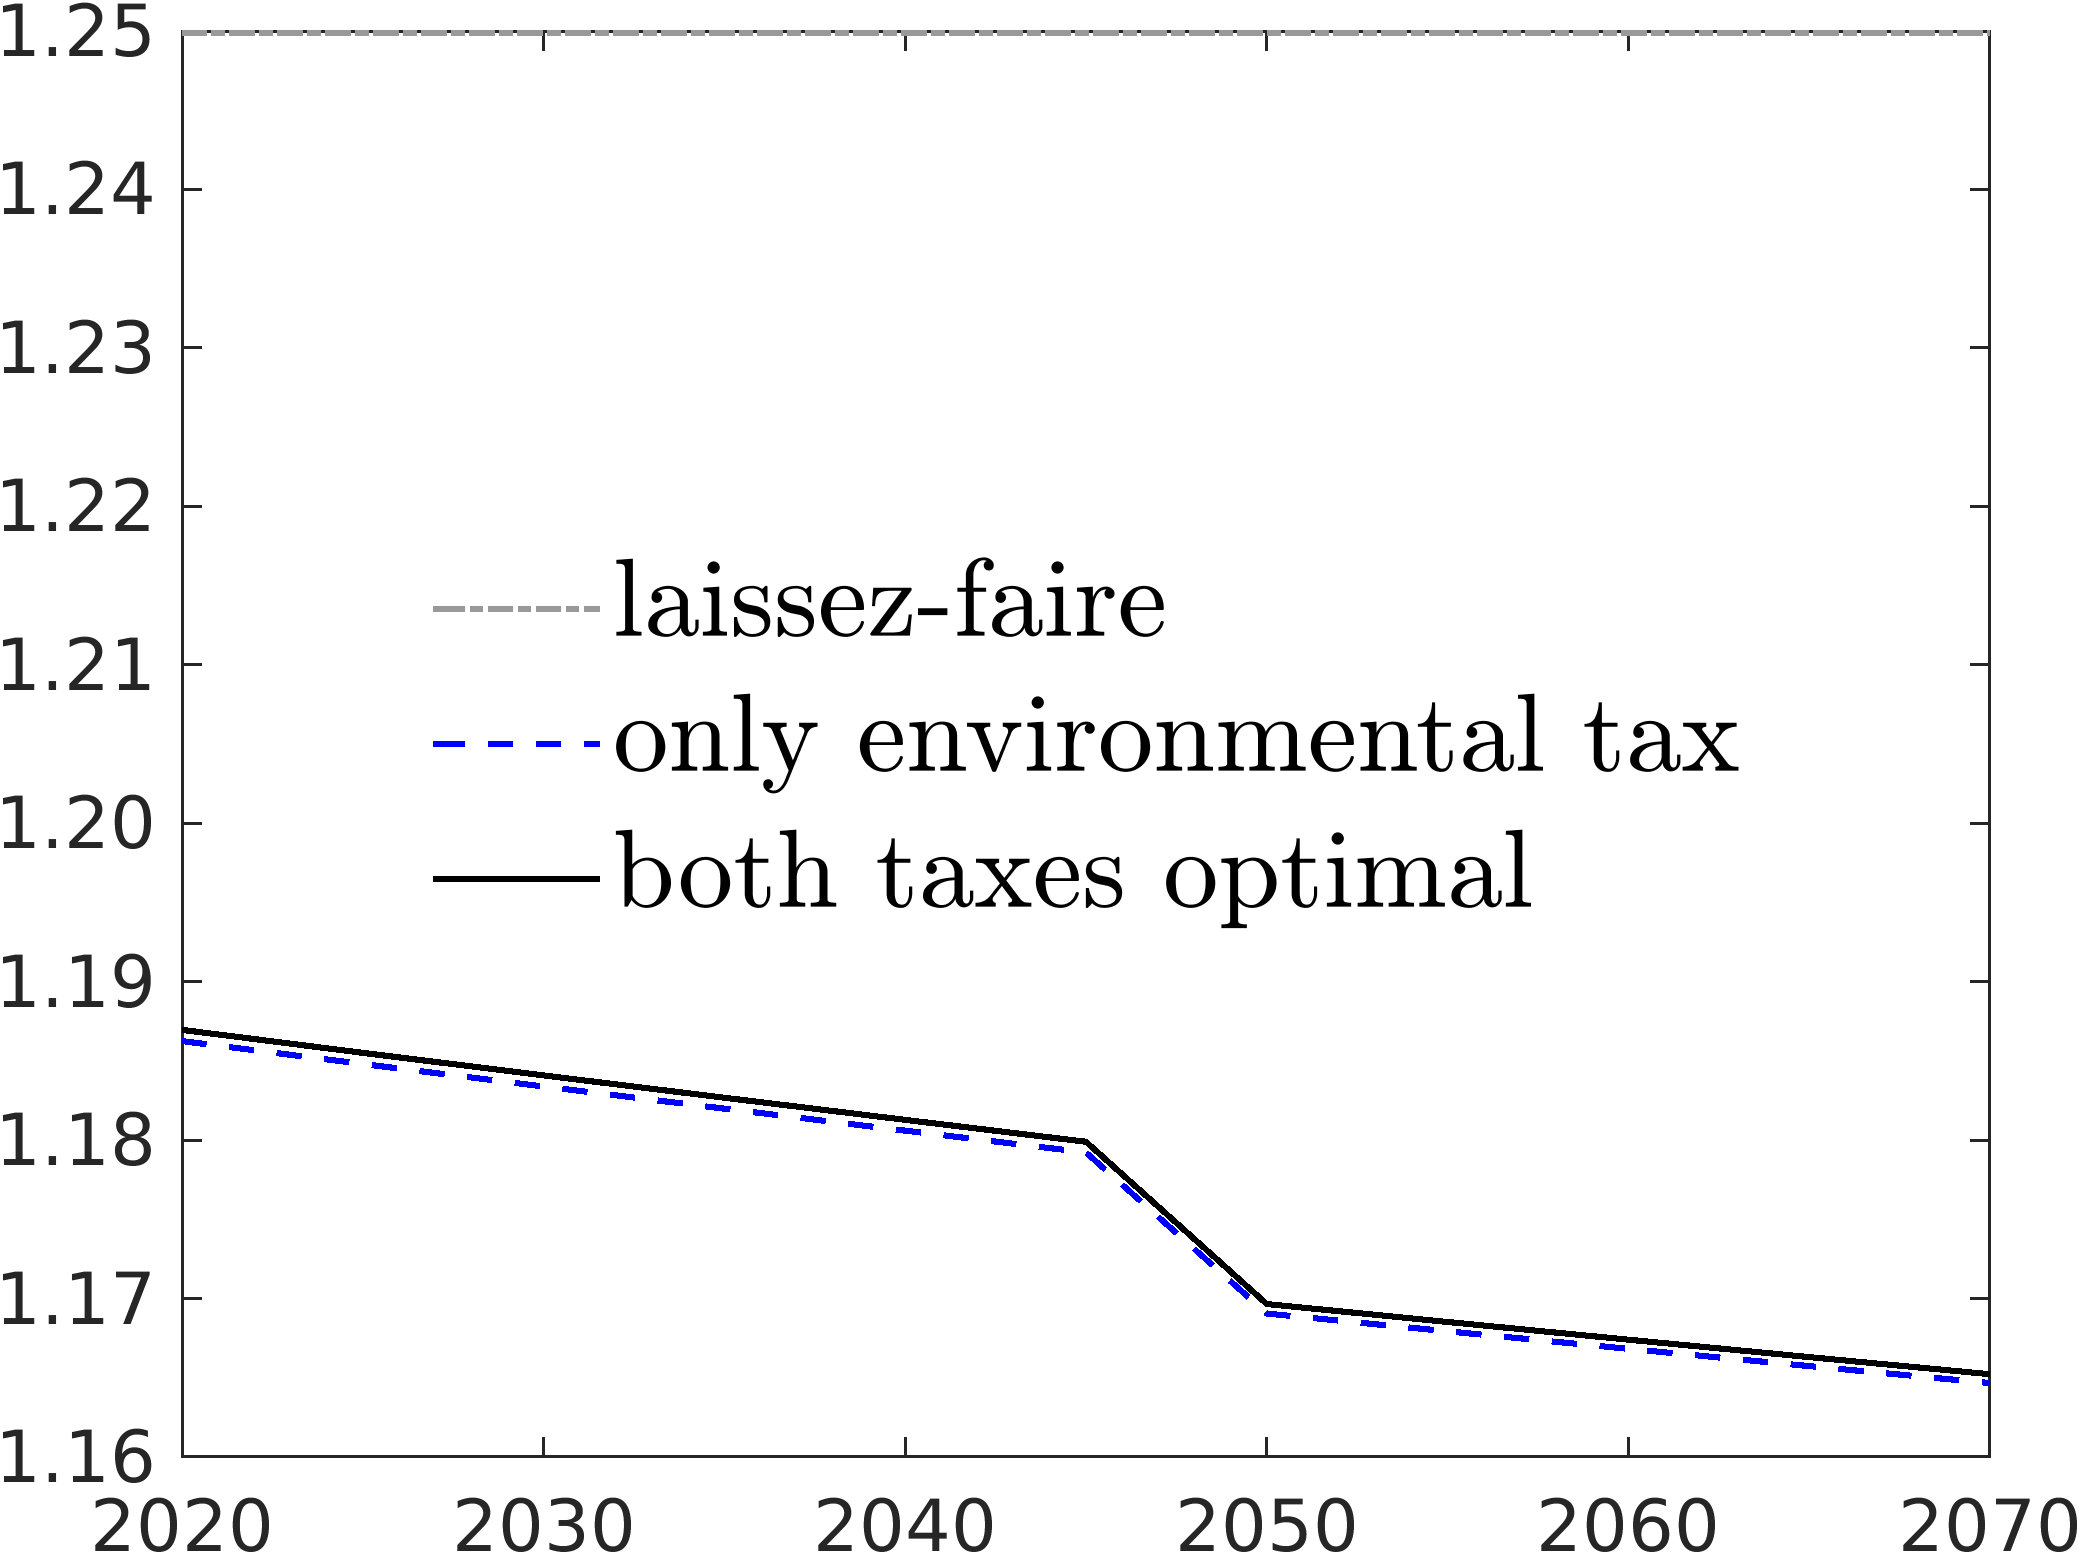 1.25
1.24
1.23
1.22
laissez-faire
1.21
only environmental tax
1.20
both taxes optimal
1.19
1.18
1.17
1.16
2020 2030 2040 2050 2060 2070